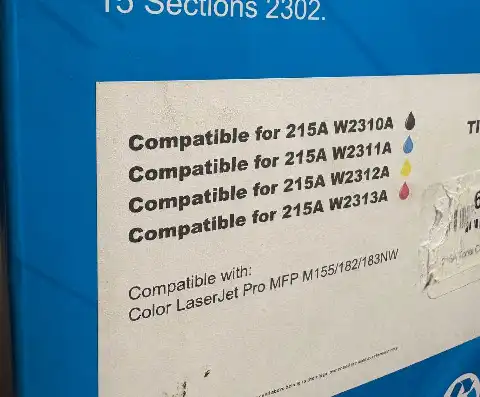 15 Sections 2302.
Compatible for 215A W2310A
Compatible for 215A W2311A
Compatible for 215A W2312A
Compatible for 215A W2313A
Compatible with:
Color LaserJet Pro MFP M155/182/183NW